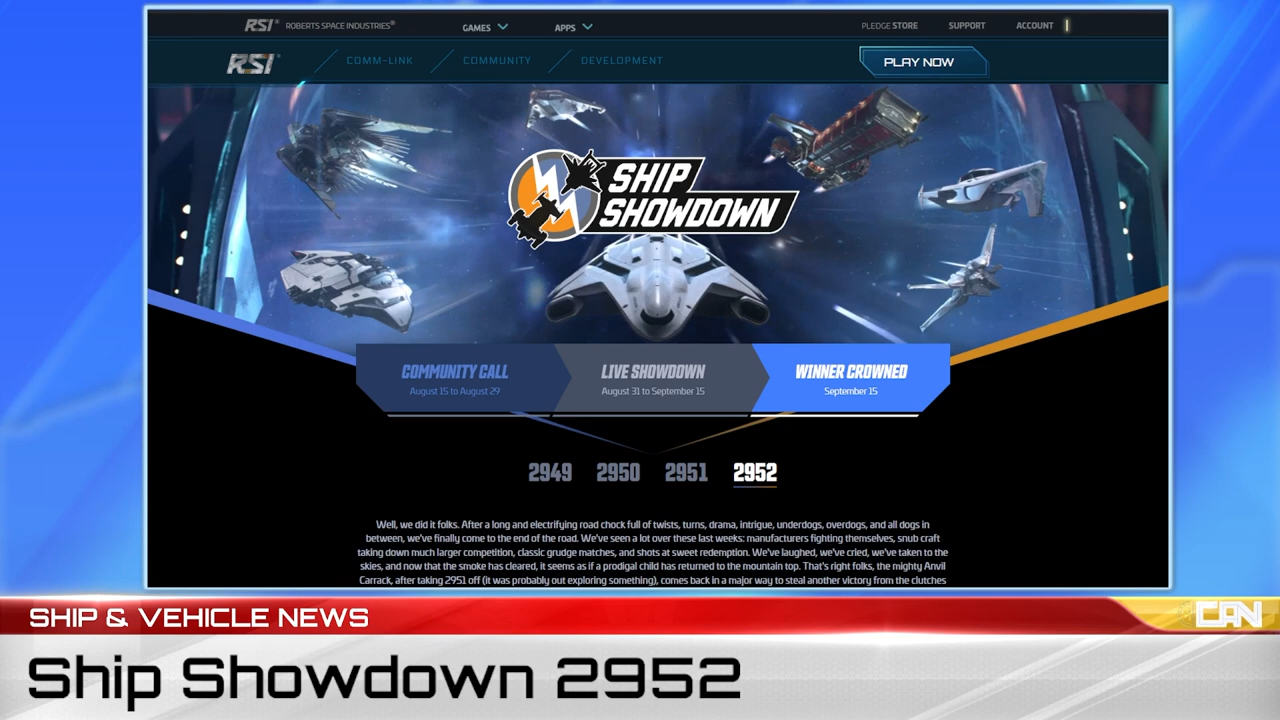 RSI® ROBERTS SPACE INDUSTRIES® GAMES APPS PLEDGE STORE SUPPORT ACCOUNT
RSI COMM-LINK COMMUNITY DEVELOPMENT PLAY NOW
SHIP
SHOWDOWN
COMMUNITY CALL LIVE SHOWDOWN WINNER CROWNED
August 15 to August 29 August 31 to September 15 September 15
2949 2950 2951 2952
Well, we did it folks. After a long and electrifying road chock full of twists, turns, drama, intrigue, underdogs, overdogs, and all dogs in
between, we've finally come to the end of the road. We've seen a lot over these last weeks: manufacturers fighting themselves, snub craft
taking down much larger competition, classic grudge matches, and shots at sweet redemption. We've laughed, we've cried, we've taken to the
skies, and now that the smoke has cleared, it seems as if a prodigal child has returned to the mountain top. That's right folks, the mighty Anvil
Carrack, after taking 2951 off (it was probably out exploring something), comes back in a major way to steal another victory from the clutches
SHIP & VEHICLE NEWS
CAN
Ship Showdown 2952